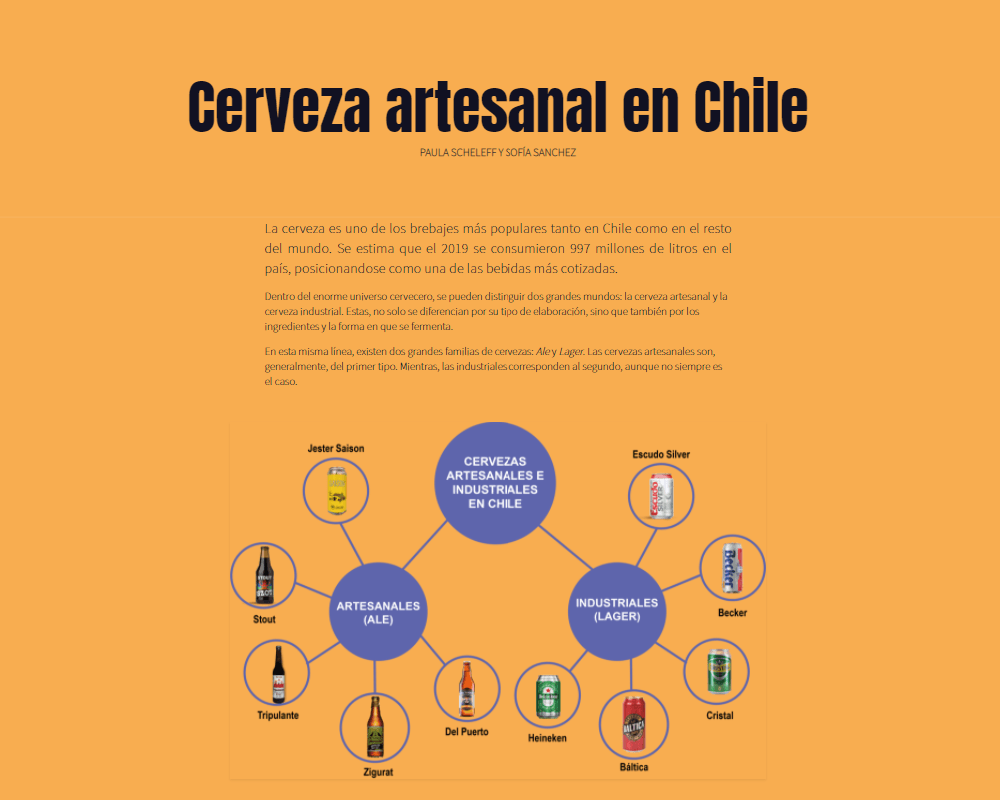 Cerveza artesanal en Chile
PAULA SCHELEFF Y SOFÍA SANCHEZ
La cerveza es uno de los brebajes más populares tanto en Chile como en el resto
del mundo. Se estima que el 2019 se consumieron 997 millones de litros en el
país, posicionandose como una de las bebidas más cotizadas.
Dentro del enorme universo cervecero, se pueden distinguir dos grandes mundos: la cerveza artesanal y la
cerveza industrial. Estas, no solo se diferencian por su tipo de elaboración, sino que también por los
ingredientes y la forma en que se fermenta.
En esta misma línea, existen dos grandes familias de cervezas: Ale y Lager. Las cervezas artesanales son,
generalmente, del primer tipo. Mientras, las industriales corresponden al segundo, aunque no siempre es
el caso.
CERVEZAS
ARTESANALES E
INDUSTRIALES
EN CHILE
Jester Saison
Escudo Silver
Escudo
SILVER
STOUT
Becker
Stout
ARTESANALES
(ALE)
INDUSTRIALES
(LAGER)
Becker
Tripulante
Del Puerto
Heineken
BALTICA
Cristal
Zigurat
Báltica